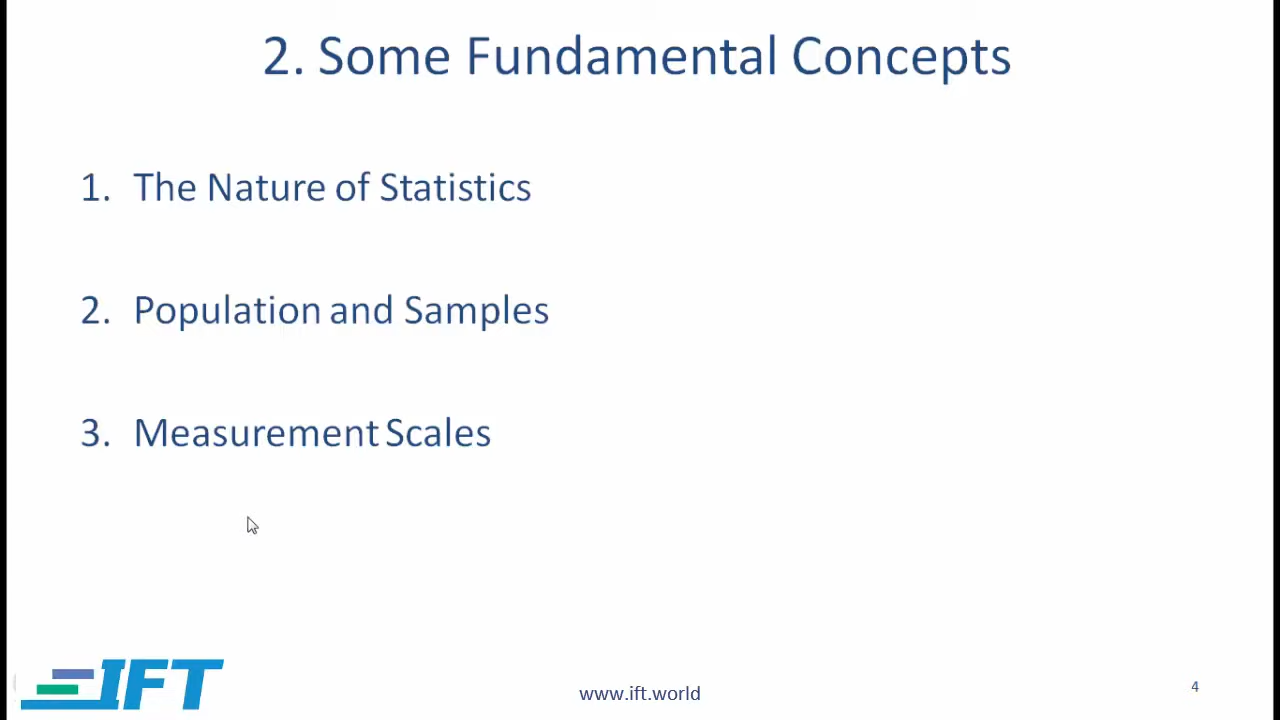 2. Some Fundamental Concepts
1. The Nature of Statistics
2. Population and Samples
3. Measurement Scales
IFT
www.ift.world
4